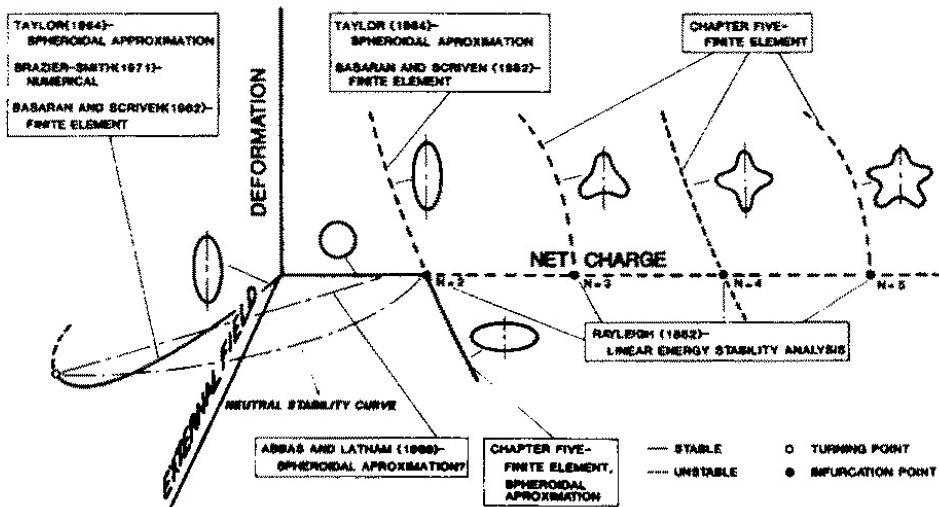 TAYLOR(1964)-
SPHEROIDAL APPROXIMATION
BRAZIER-SMITH(1971)-
NUMERICAL
BASARAN AND SCRIVEN(1982)-
FINITE ELEMENT
TAYLOR (1964)-
SPHEROIDAL APROXIMATION
BASARAN AND SCRIVEN (1982)-
FINITE ELEMENT
CHAPTER FIVE-
FINITE ELEMENT
DEFORMATION
NET CHARGE
N=2
N=3
N=4
N=5
EXTERNAL FIELD
RAYLEIGH (1882)-
LINEAR ENERGY STABILITY ANALYSIS
NEUTRAL STABILITY CURVE
ABBAS AND LATHAM (1969)-
SPHEROIDAL APROXIMATION?
CHAPTER FIVE-
FINITE ELEMENT,
SPHEROIDAL
APROXIMATION
STABLE
UNSTABLE
TURNING POINT
BIFURCATION POINT